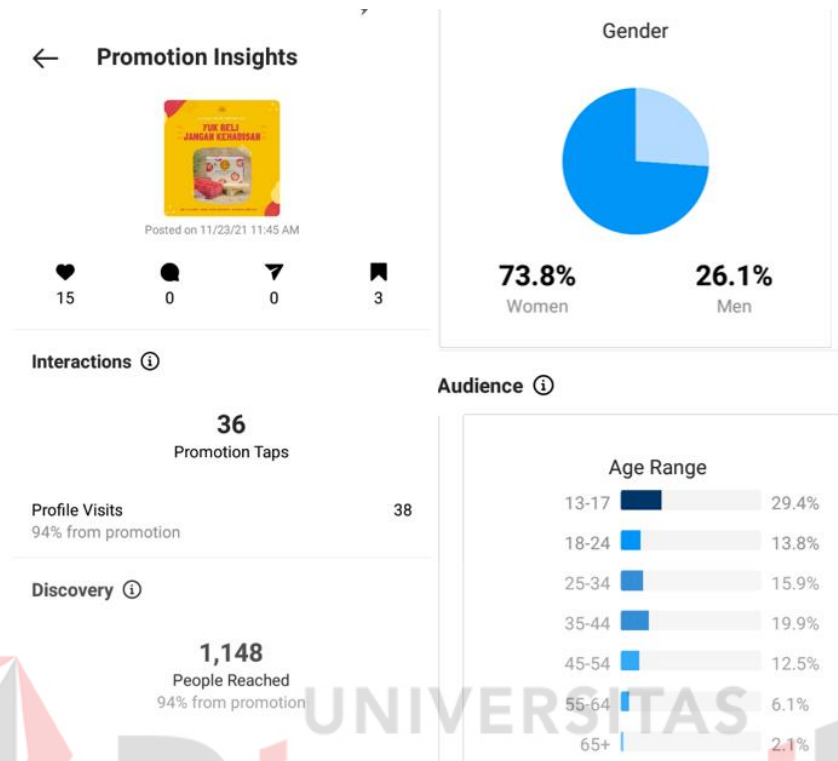 Promotion Insights
YUK BELI
JANGAN KEHABISAN
Posted on 11/23/21 11:45 AM
15
0
0
3
Interactions
36
Promotion Taps
Profile Visits
38
94% from promotion
Discovery
1,148
People Reached
94% from promotion
Gender
73.8%
26.1%
Women
Men
Audience
Age Range
13-17
29.4%
18-24
13.8%
25-34
15.9%
35-44
19.9%
45-54
12.5%
55-64
6.1%
65+
2.1%
UNIVERSITAS